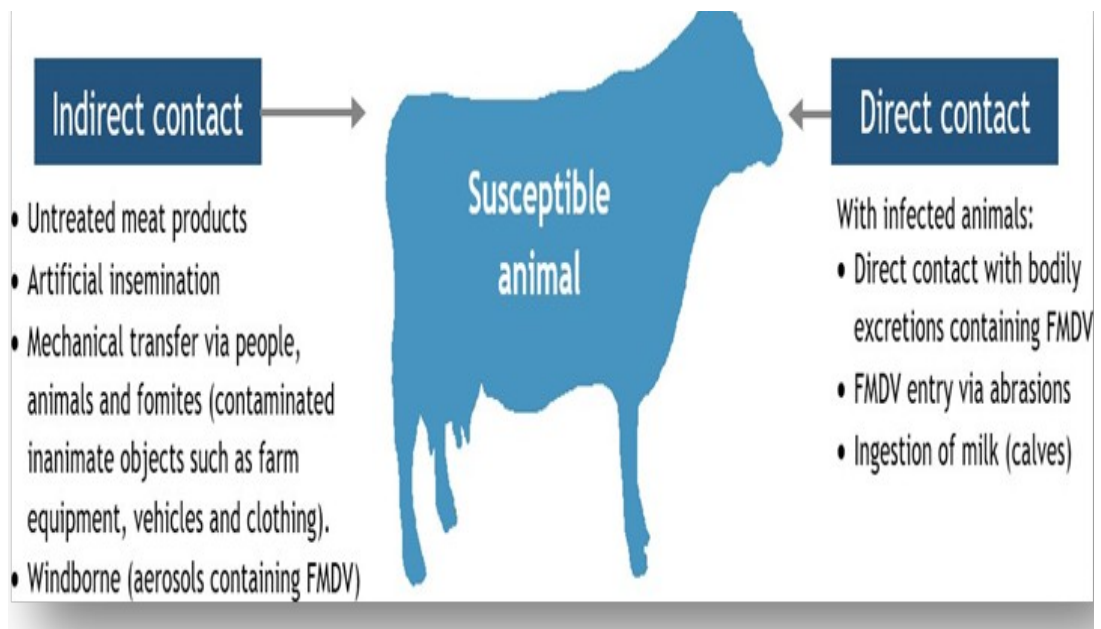 Indirect contact
• Untreated meat products
• Artificial insemination
• Mechanical transfer via people,
animals and fomites (contaminated
inanimate objects such as farm
equipment, vehicles and clothing).
• Windborne (aerosols containing FMDV)
Susceptible
animal
Direct contact
With infected animals:
• Direct contact with bodily
excretions containing FMDV
• FMDV entry via abrasions
• Ingestion of milk (calves)